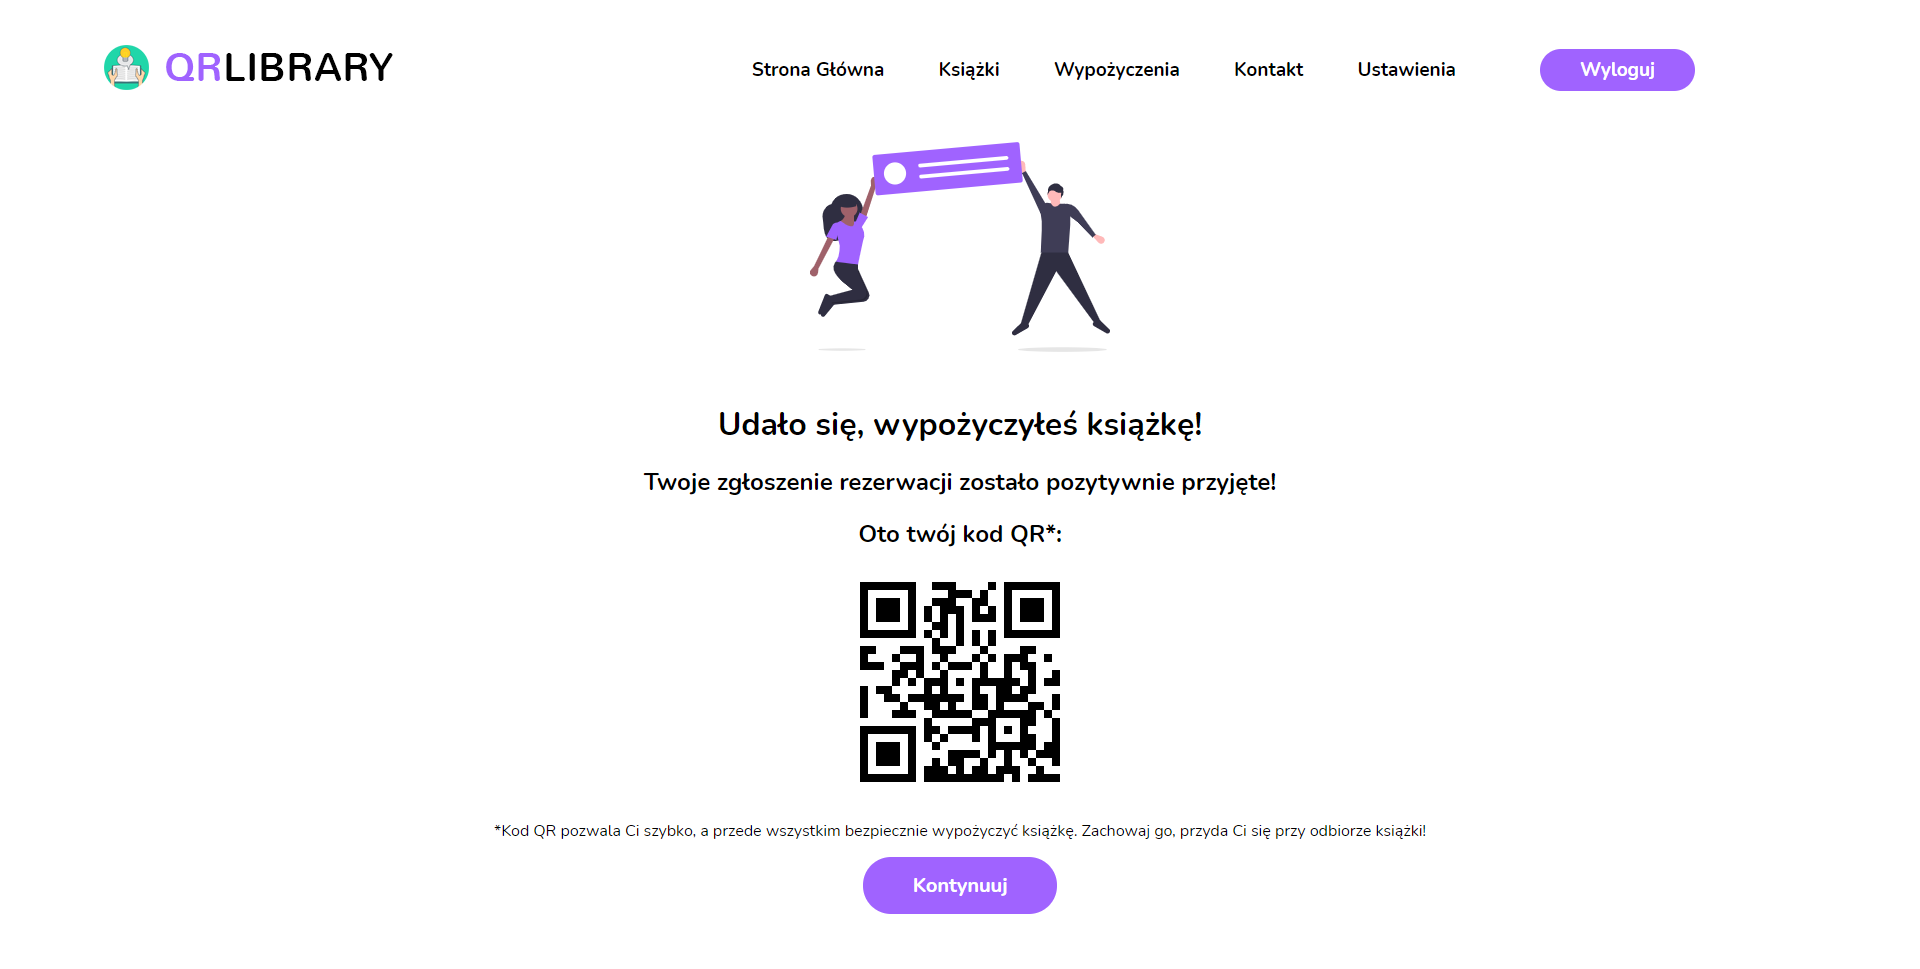 QRLIBRARY
Strona Główna Książki Wypożyczenia Kontakt Ustawienia Wyloguj
Udało się, wypożyczyłeś książkę!
Twoje zgłoszenie rezerwacji zostało pozytywnie przyjęte!
Oto twój kod QR*:
*Kod QR pozwala Ci szybko, a przede wszystkim bezpiecznie wypożyczyć książkę. Zachowaj go, przyda Ci się przy odbiorze książki!
Kontynuuj